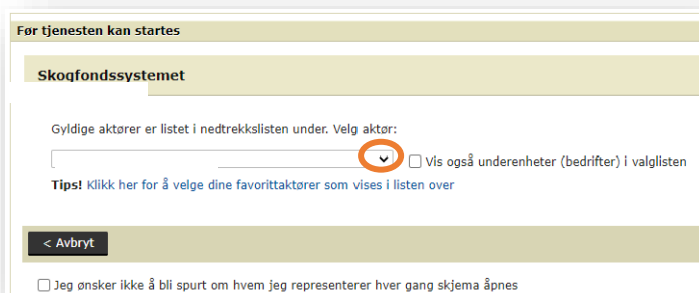 Før tjenesten kan startes
Skogfondssystemet
Gyldige aktører er listet i nedtrekkslisten under. Velg aktør:
Vis også underenheter (bedrifter) i valglisten
Tips! Klikk her for å velge dine favorittaktører som vises i listen over
< Avbryt
Jeg ønsker ikke å bli spurt om hvem jeg representerer hver gang skjema åpnes